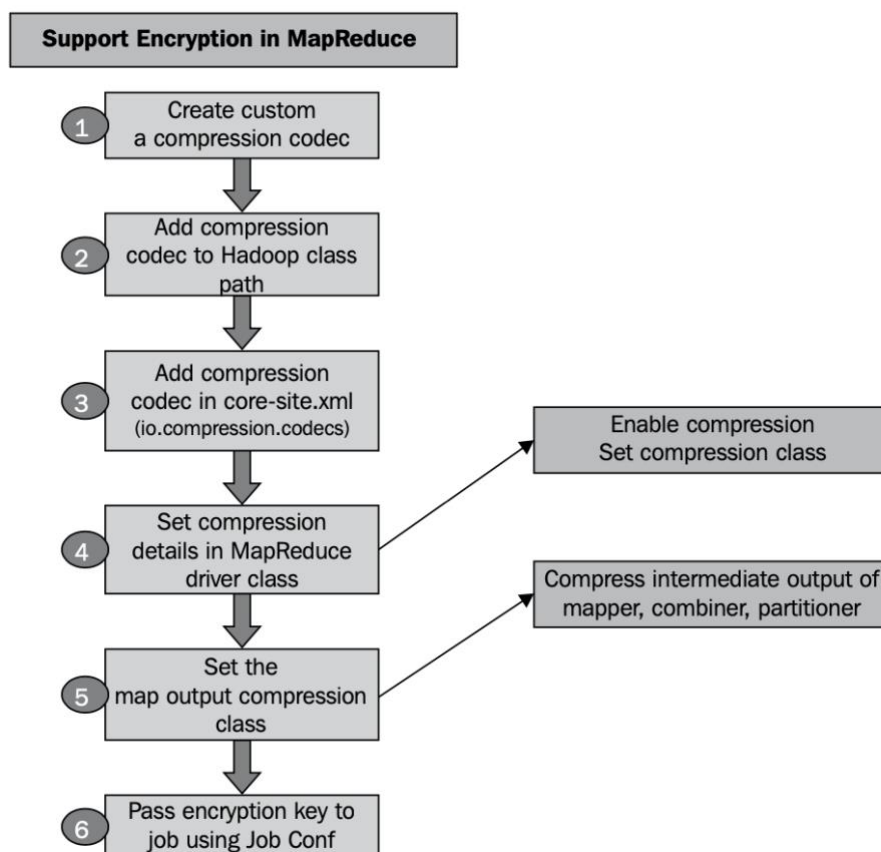 Support Encryption in MapReduce
1
Create custom
a compression codec
2
Add compression
codec to Hadoop class
path
3
Add compression
codec in core-site.xml
(io.compression.codecs)
Enable compression
Set compression class
4
Set compression
details in MapReduce
driver class
Compress intermediate output of
mapper, combiner, partitioner
5
Set the
map output compression
class
6
Pass encryption key to
job using Job Conf